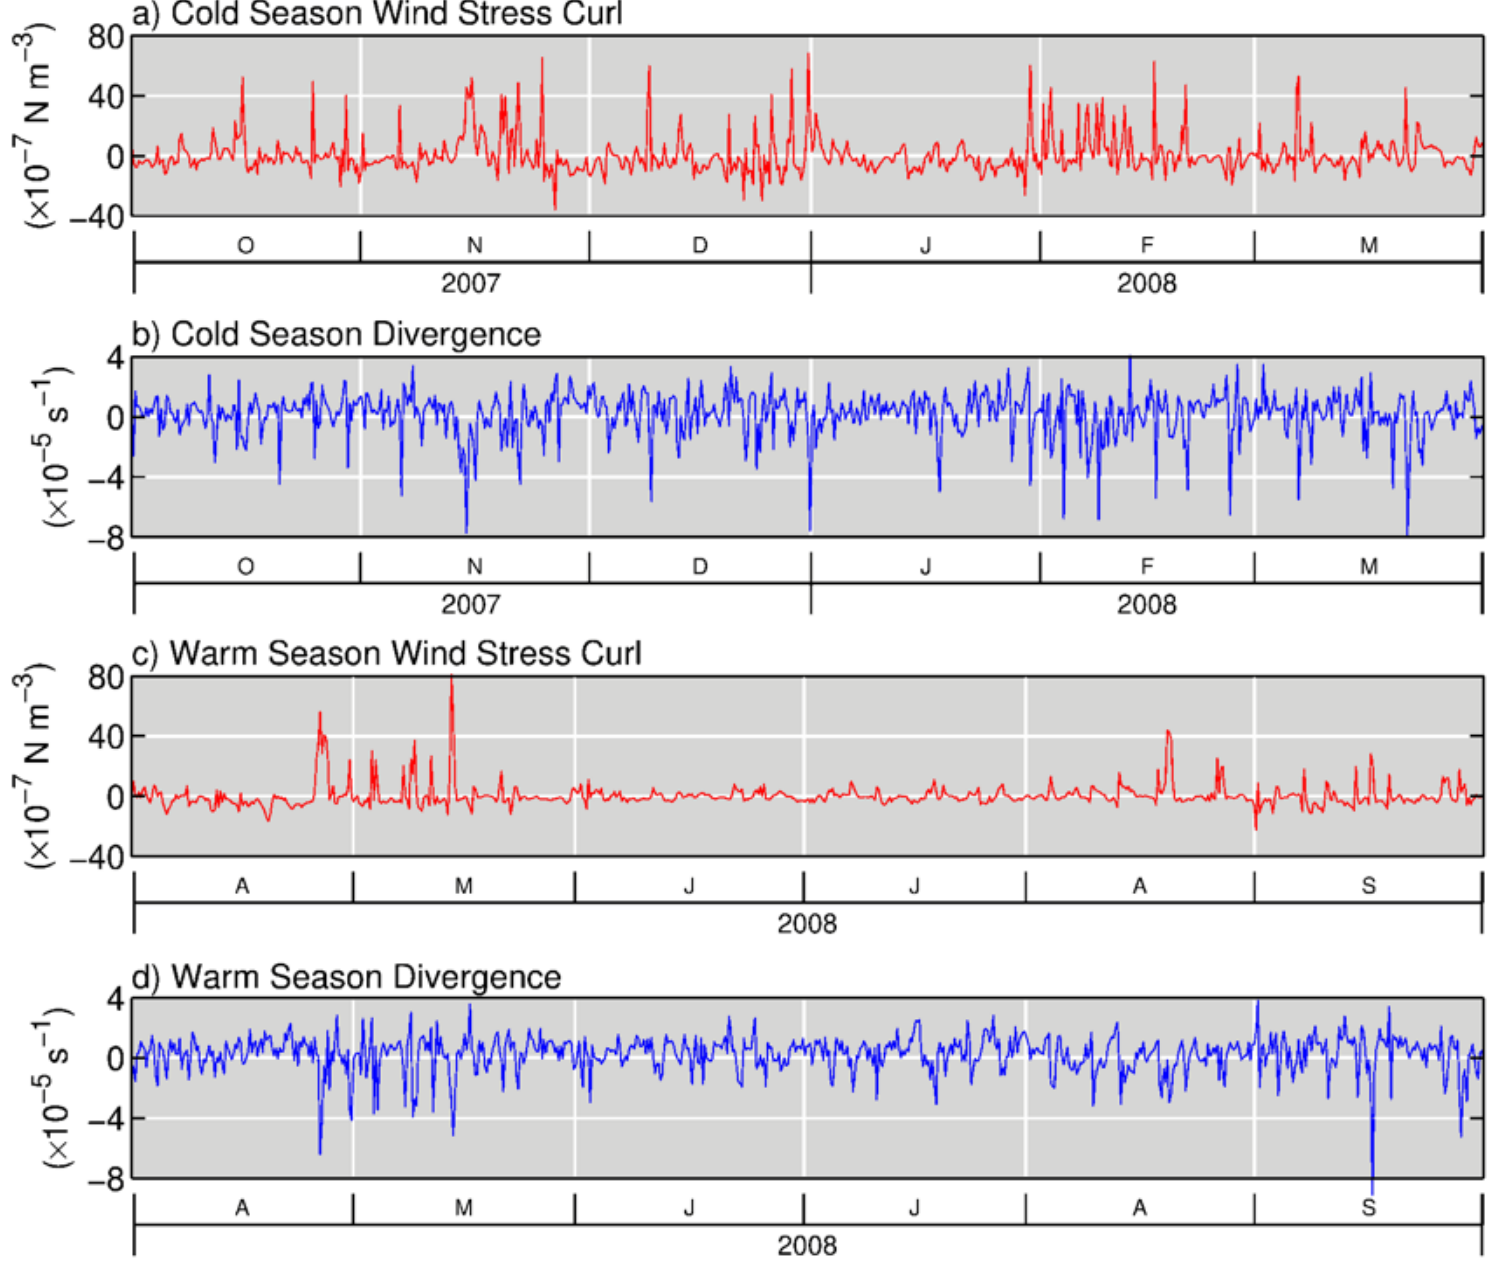 a) Cold Season Wind Stress Curl
(×10⁻⁷ N m⁻³)
80
40
0
−40
O N D J F M
2007 2008
b) Cold Season Divergence
(×10⁻⁵ s⁻¹)
4
0
−4
−8
O N D J F M
2007 2008
c) Warm Season Wind Stress Curl
(×10⁻⁷ N m⁻³)
80
40
0
−40
A M J J A S
2008
d) Warm Season Divergence
(×10⁻⁵ s⁻¹)
4
0
−4
−8
A M J J A S
2008